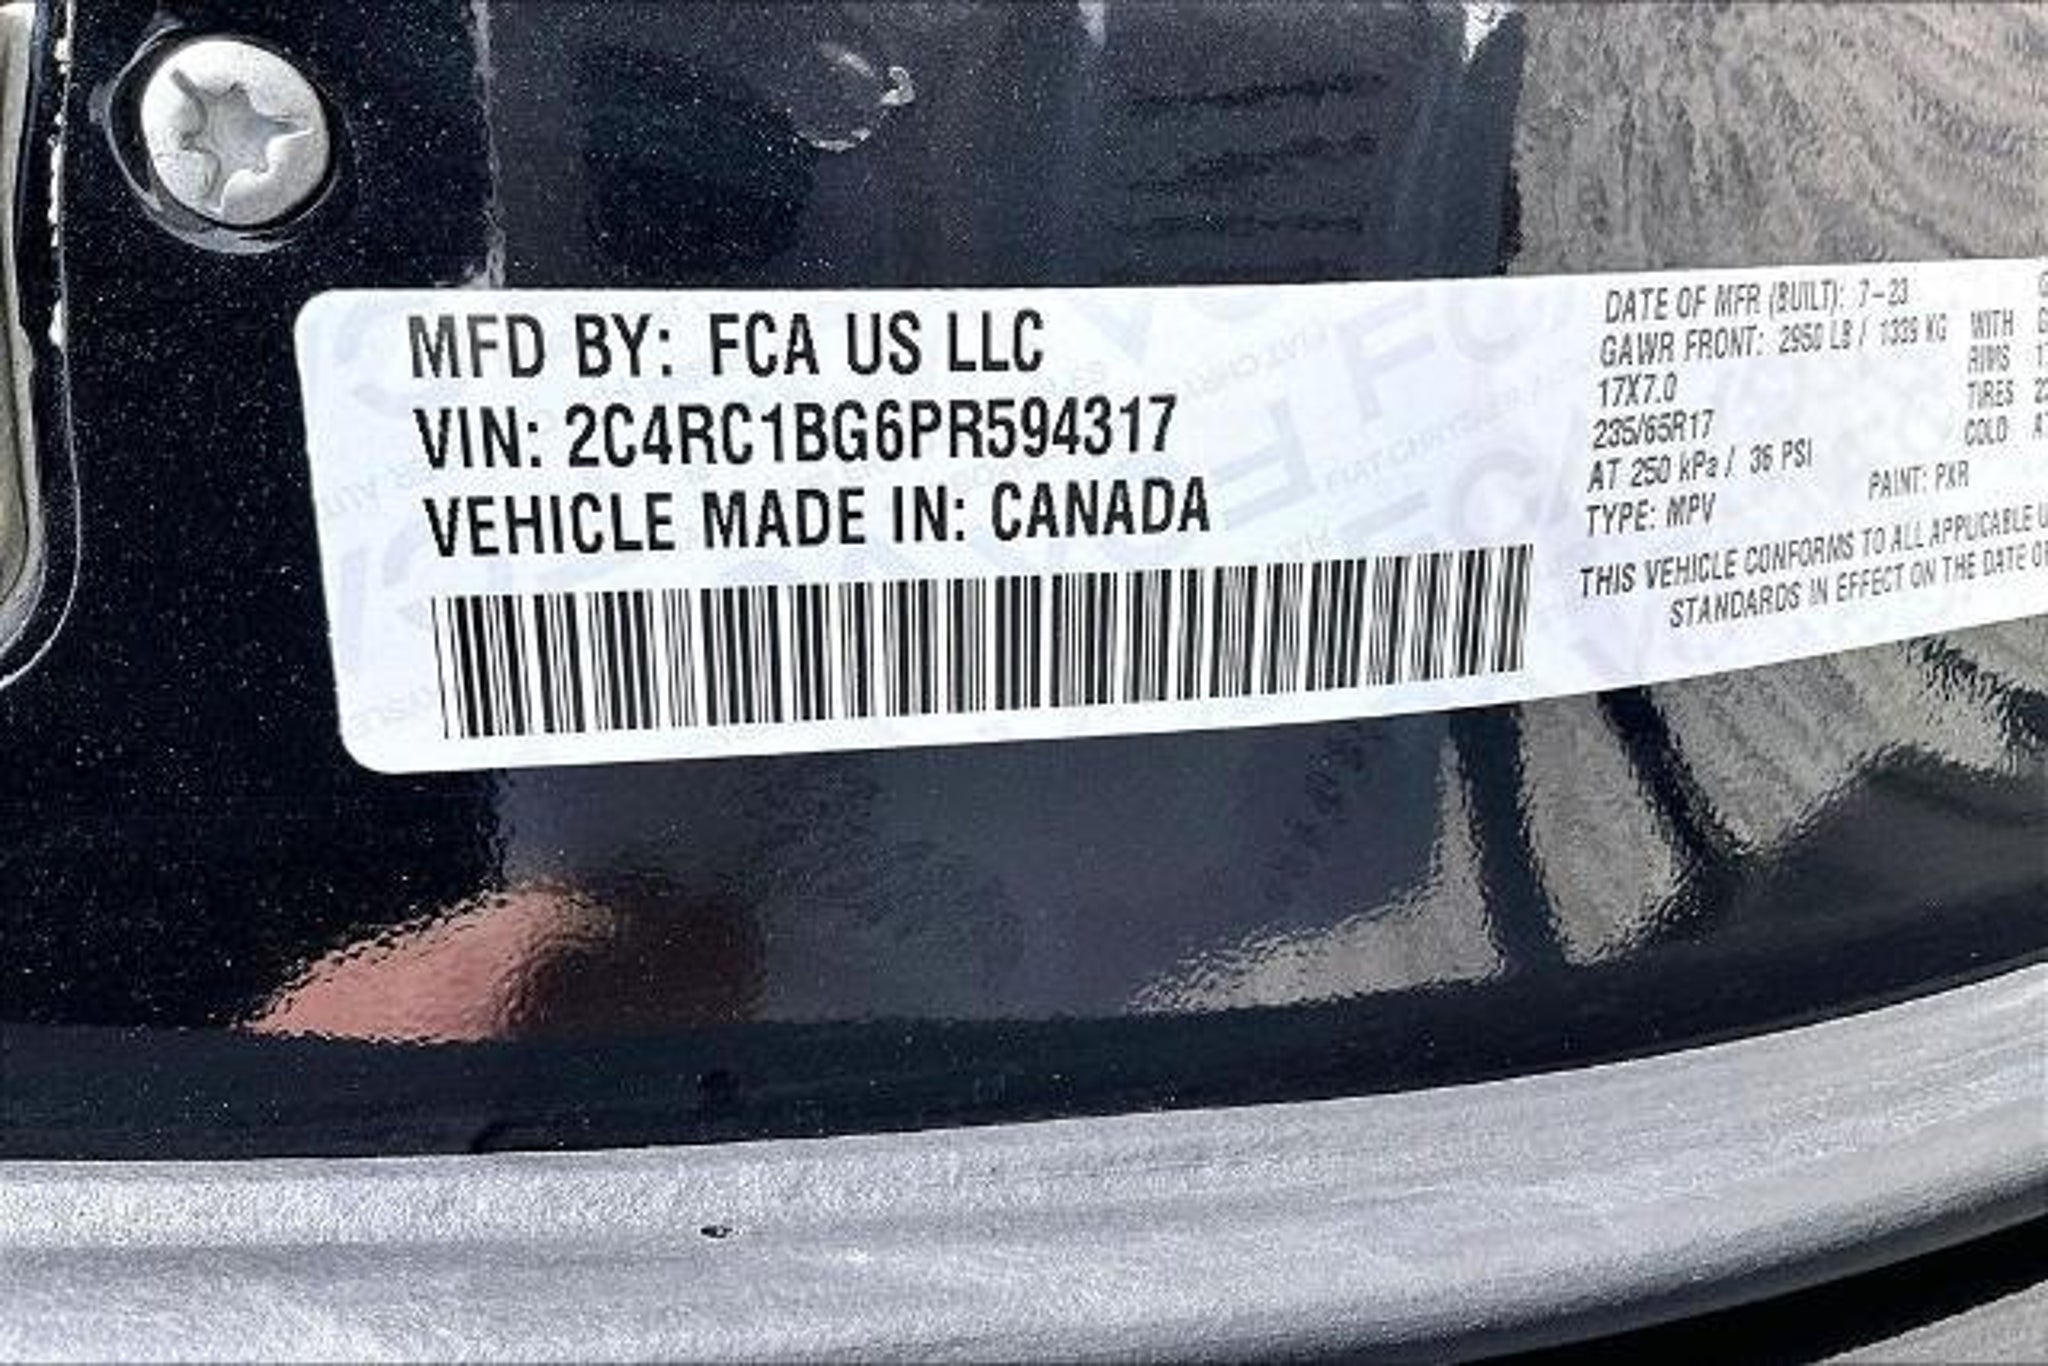 MFD BY: FCA US LLC
VIN: 2C4RC1BG6PR594317
VEHICLE MADE IN: CANADA
DATE OF MFR (BUILT): 7-23
GAWR FRONT: 2950 LB / 1339 KG WITH
17X7.0 RIMS
235/65R17 TIRES
AT 250 kPa / 36 PSI COLD
TYPE: MPV PAINT: PXR
THIS VEHICLE CONFORMS TO ALL APPLICABLE
STANDARDS IN EFFECT ON THE DATE